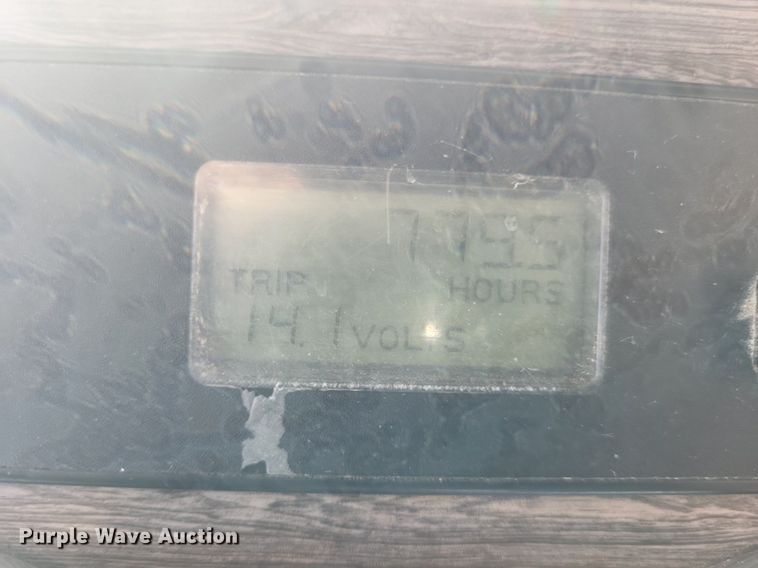 7795
TRIP HOURS
14.1 VOLTS
Purple Wave Auction